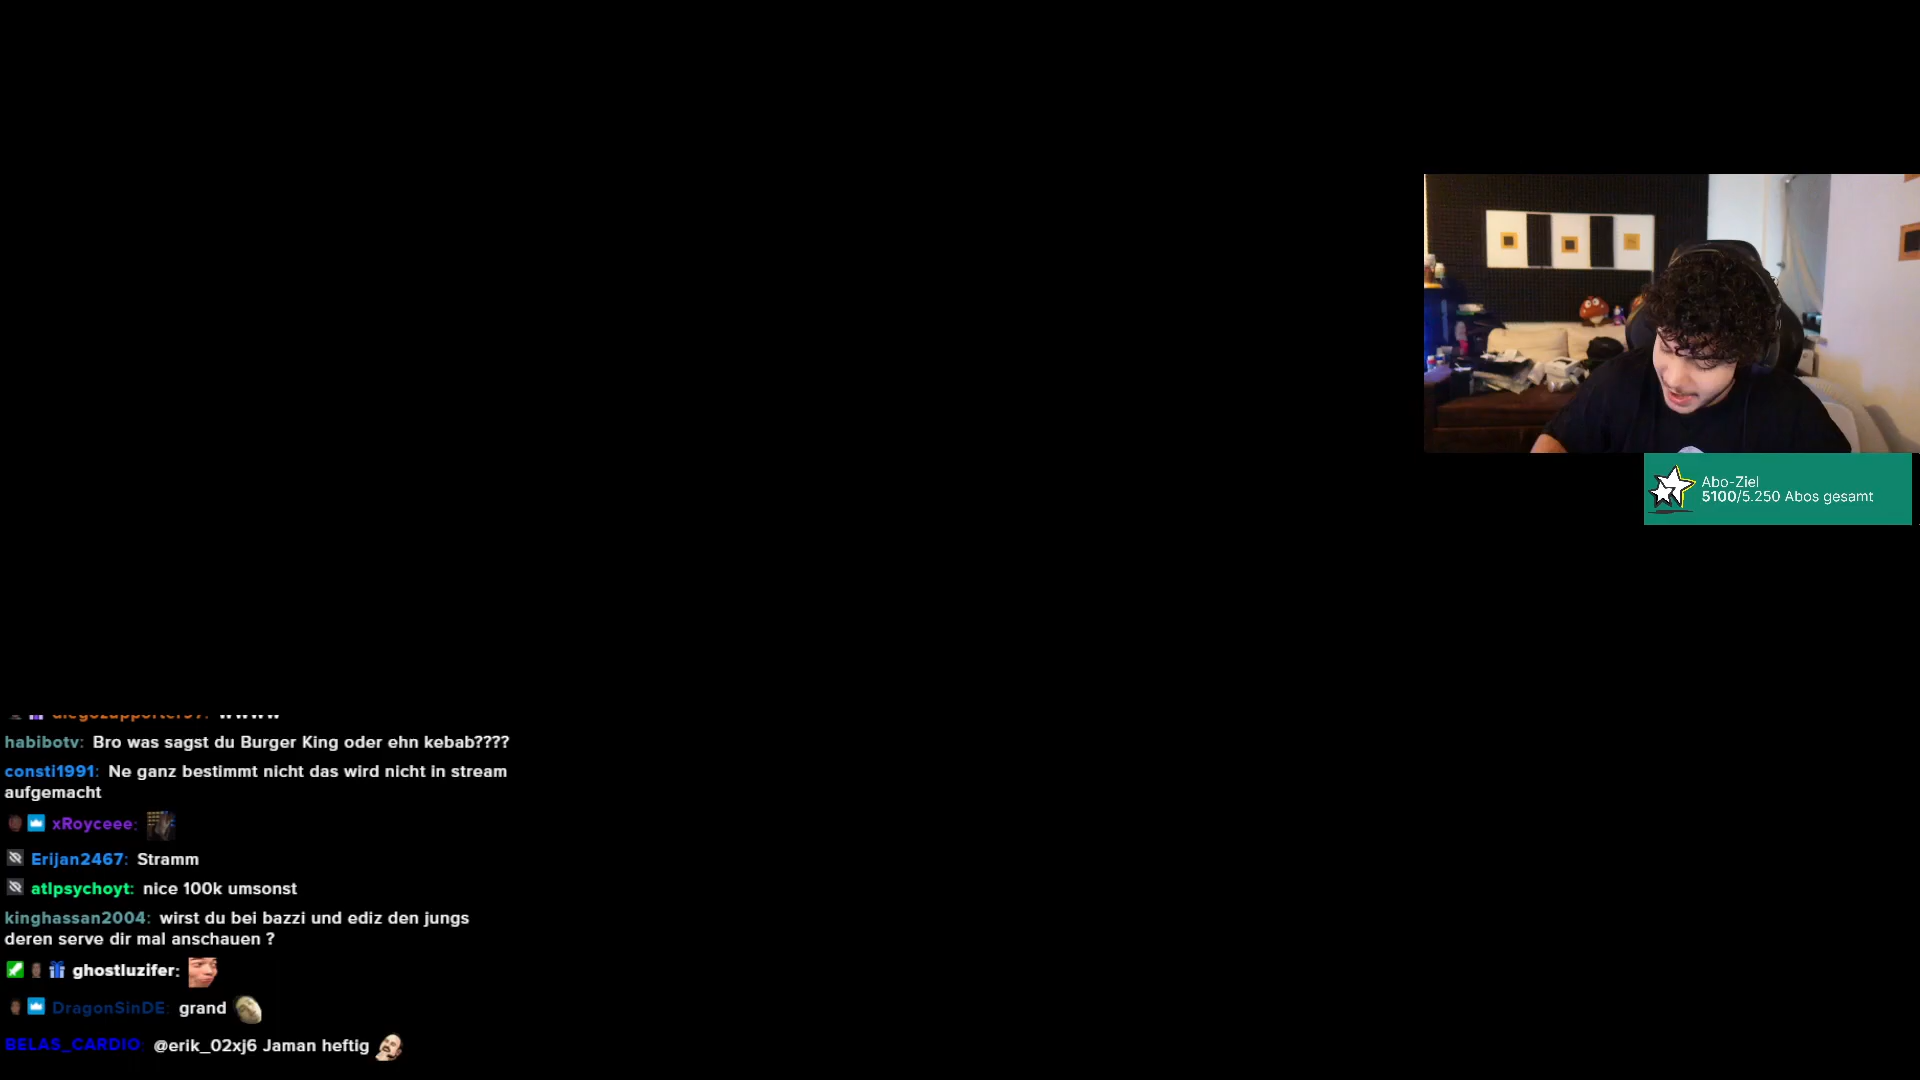 Abo-Ziel
5100/5.250 Abos gesamt
wwww
habibotv: Bro was sagst du Burger King oder ehn kebab????
consti1991: Ne ganz bestimmt nicht das wird nicht in stream
aufgemacht
xRoyceee:
Erijan2467: Stramm
atlpsychoyt: nice 100k umsonst
kinghassan2004: wirst du bei bazzi und ediz den jungs
deren serve dir mal anschauen ?
ghostluzifer:
DragonSinDE: grand
BELAS_CARDIO: @erik_02xj6 Jaman heftig